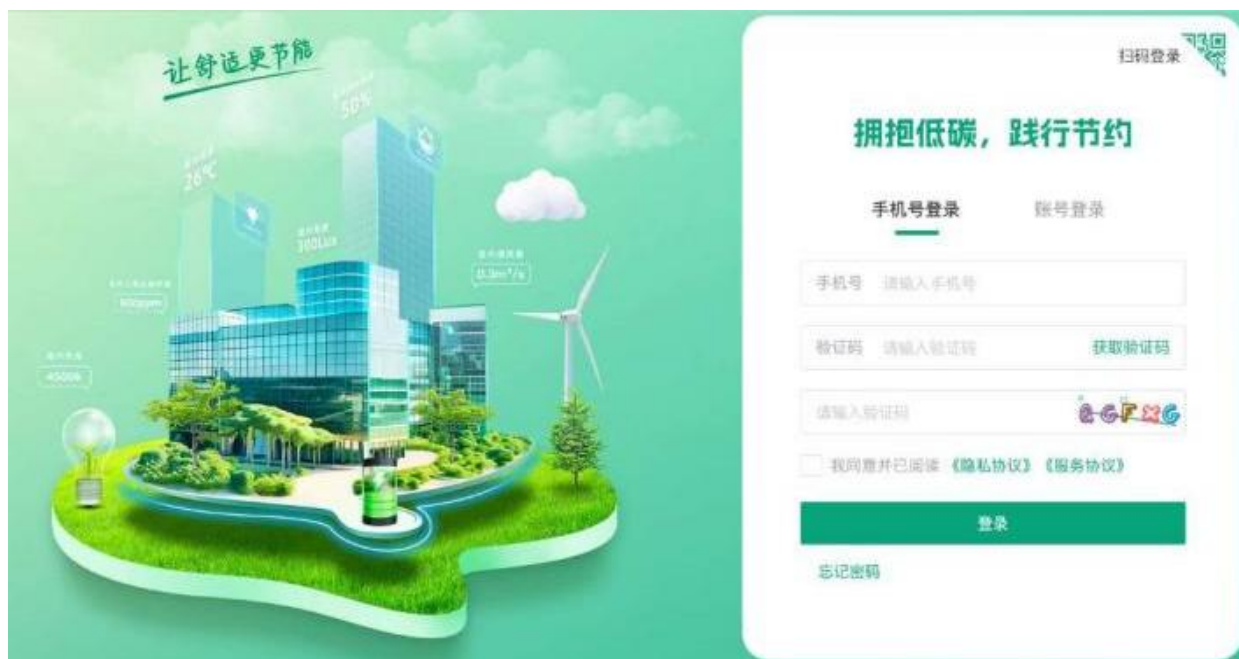 让舒适更节能
50%
26℃
300Lux
0.3m³/s
800ppm
扫码登录
拥抱低碳，践行节约
手机号登录
账号登录
手机号 请输入手机号
验证码 请输入验证码 获取验证码
请输入验证码
我同意并已阅读《隐私协议》《服务协议》
登录
忘记密码